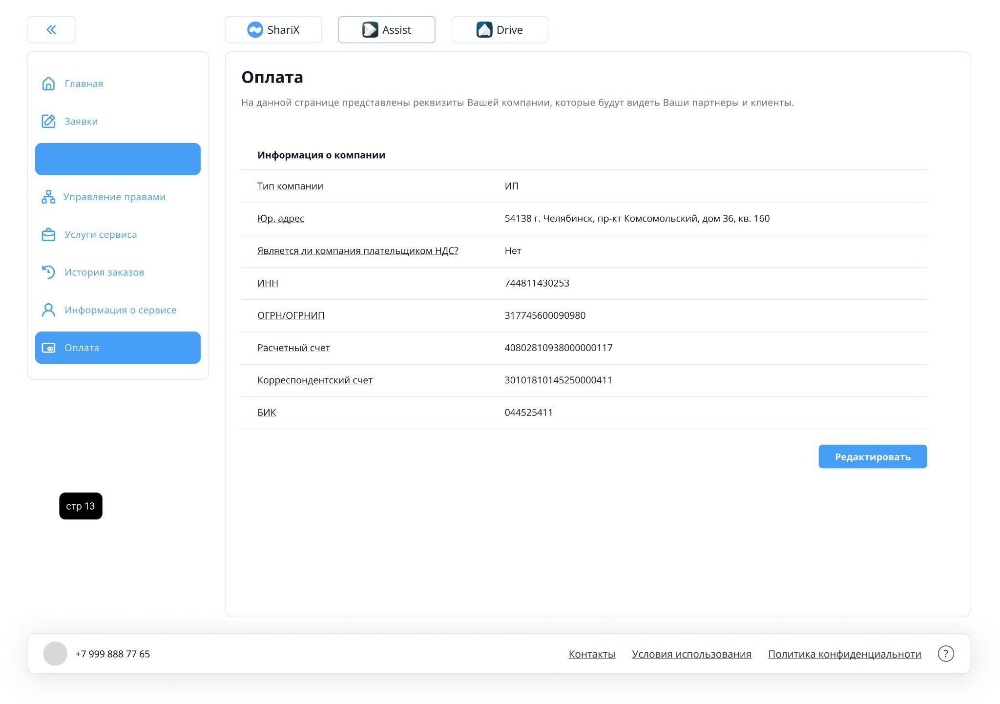 ShariX
Assist
Drive
Главная
Заявки
Управление правами
Услуги сервиса
История заказов
Информация о сервисе
Оплата
стр 13
Оплата
На данной странице представлены реквизиты Вашей компании, которые будут видеть Ваши партнеры и клиенты.
Информация о компании
Тип компании ИП
Юр. адрес 54138 г. Челябинск, пр-кт Комсомольский, дом 36, кв. 160
Является ли компания плательщиком НДС? Нет
ИНН 744811430253
ОГРН/ОГРНИП 317745600090980
Расчетный счет 40802810938000000117
Корреспондентский счет 30101810145250000411
БИК 044525411
Редактировать
+7 999 888 77 65
Контакты
Условия использования
Политика конфиденциальноти
?